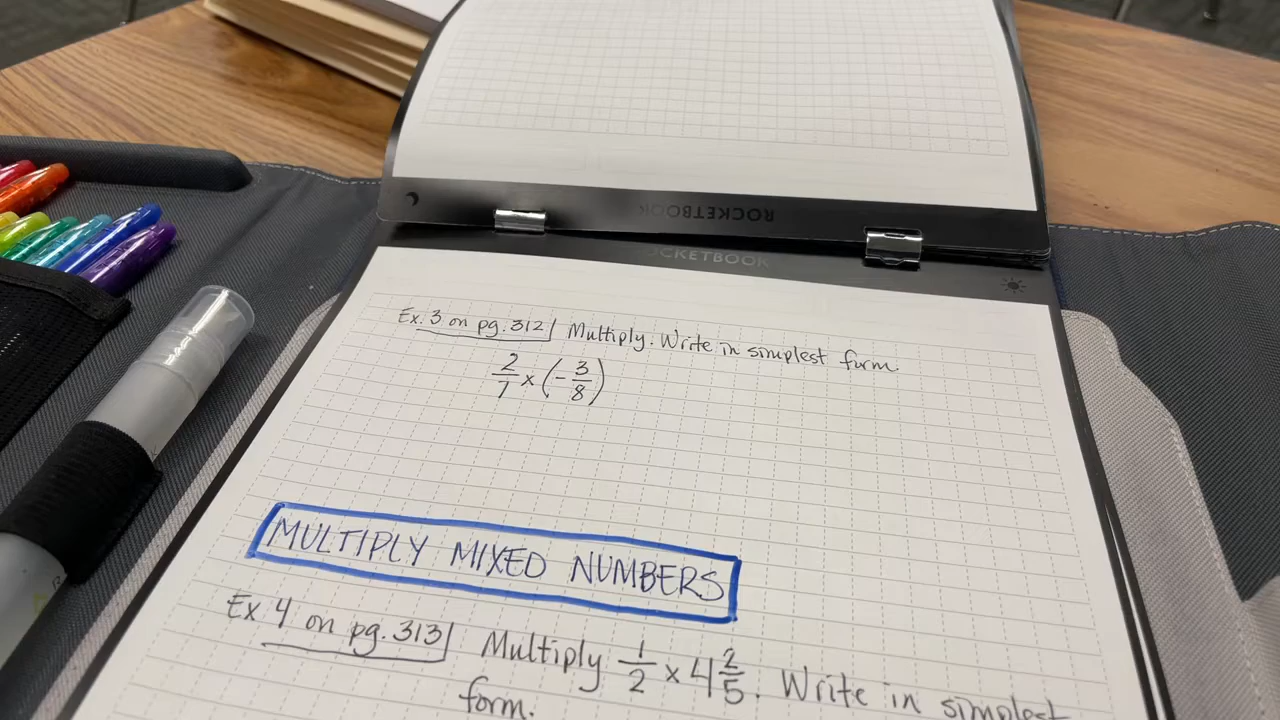 ROCKETBOOK
ROCKETBOOK
Ex. 3 on pg. 312 Multiply. Write in simplest form.
2/7 x (-3/8)
MULTIPLY MIXED NUMBERS
Ex 4 on pg. 313 Multiply 1/2 x 4 2/5. Write in simplest
form.